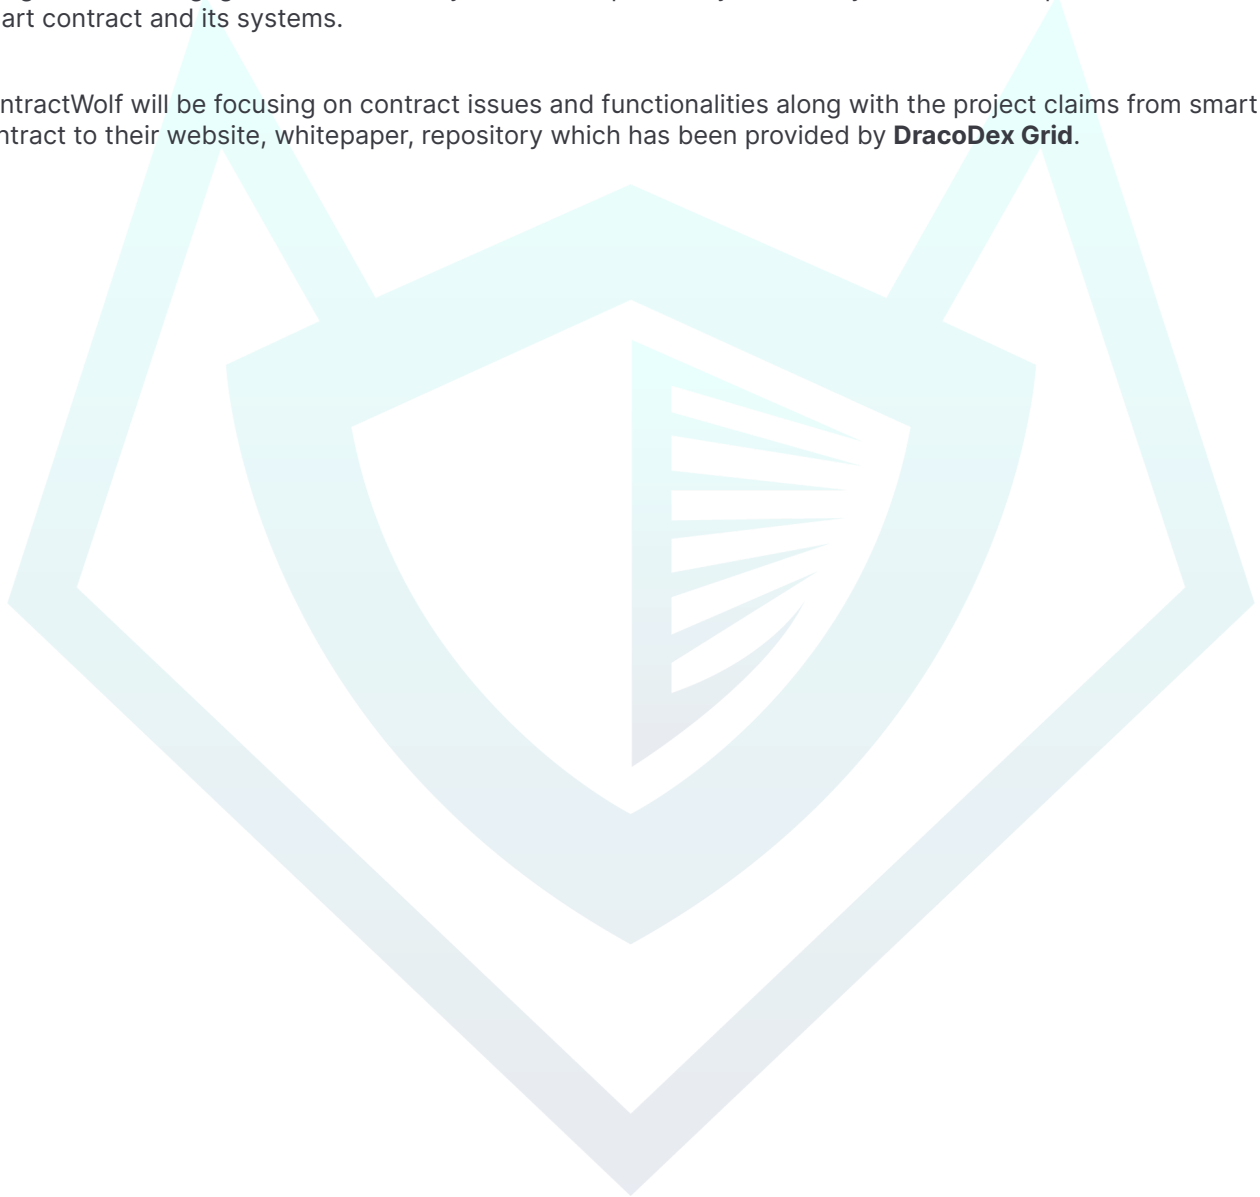 art contract and its systems.
ntractWolf will be focusing on contract issues and functionalities along with the project claims from smart
ntract to their website, whitepaper, repository which has been provided by DracoDex Grid.